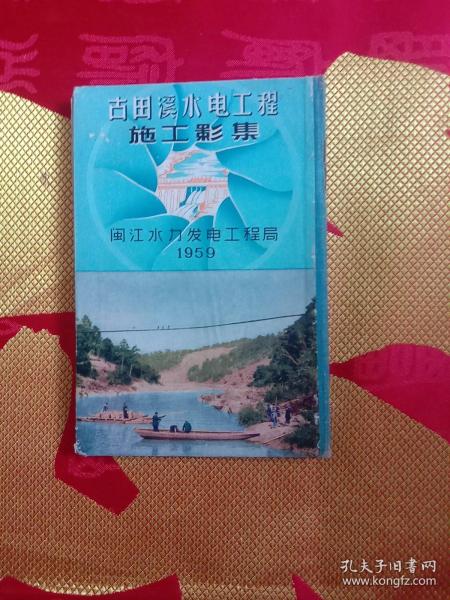 古田溪水电工程
施工影集
闽江水力发电工程局
1959
孔夫子旧书网
www.kongfz.com